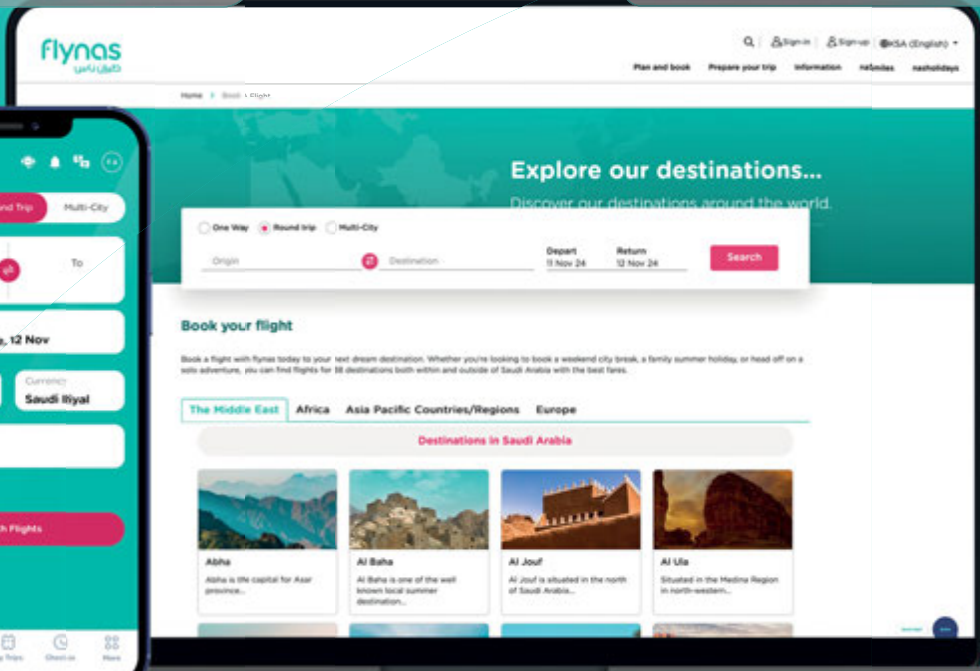 flynas
طيران ناس
Sign-in
Sign-up
KSA (English)
Plan and book
Prepare your trip
Information
nasmiles
nasholidays
Home > Book a Flight
Explore our destinations...
Discover our destinations around the world.
One Way
Round trip
Multi-City
Origin
Destination
Depart
11 Nov 24
Return
12 Nov 24
Search
Book your flight
Book a flight with flynas today to your next dream destination. Whether you're looking to book a weekend city break, a family summer holiday, or head off on a
solo adventure, you can find flights for 18 destinations both within and outside of Saudi Arabia with the best fares.
The Middle East
Africa
Asia Pacific Countries/Regions
Europe
Destinations in Saudi Arabia
Abha
Abha is the capital for Asar
province...
Al Baha
Al Baha is one of the well
known local summer
destination...
Al Jouf
Al Jouf is situated in the north
of Saudi Arabia...
Al Ula
Situated in the Medina Region
in north-western...
nd Trip
Multi-City
To
, 12 Nov
Currency
Saudi Riyal
h Flights
Trips
Check-in
More